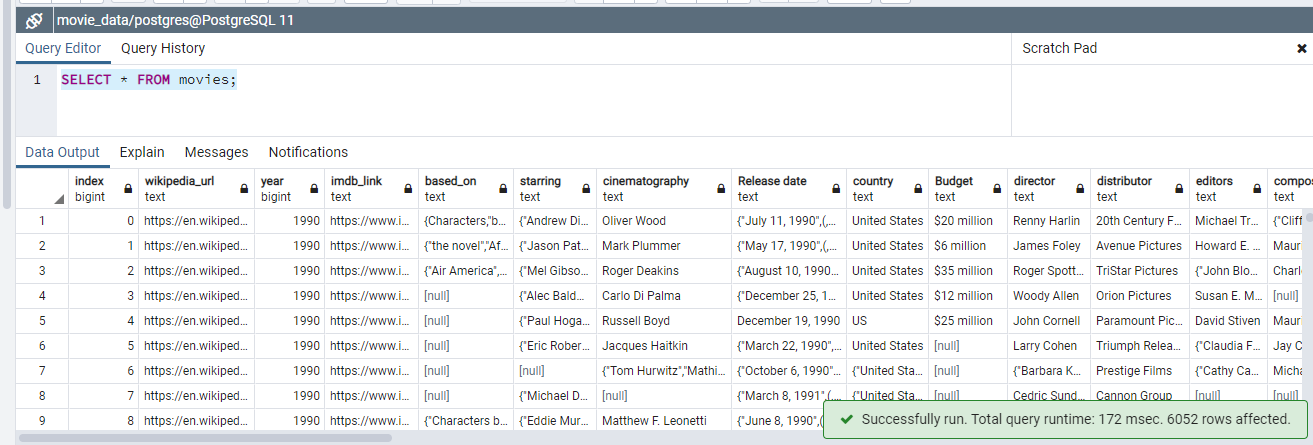 movie_data/postgres@PostgreSQL 11
Query Editor Query History Scratch Pad
1 SELECT * FROM movies;
Data Output Explain Messages Notifications
index wikipedia_url year imdb_link based_on starring cinematography Release date country Budget director distributor editors compos
bigint text bigint text text text text text text text text text text text
1 0 https://en.wikiped... 1990 https://www.i... {Characters,"b... {"Andrew Di... Oliver Wood {"July 11, 1990",(,... United States $20 million Renny Harlin 20th Century F... Michael Tr... {"Cliff
2 1 https://en.wikiped... 1990 https://www.i... {"the novel","Af... {"Jason Pat... Mark Plummer {"May 17, 1990",(,... United States $6 million James Foley Avenue Pictures Howard E. ... Mauri
3 2 https://en.wikiped... 1990 https://www.i... {"Air America",... {"Mel Gibso... Roger Deakins {"August 10, 1990... United States $35 million Roger Spott... TriStar Pictures {"John Blo... Charle
4 3 https://en.wikiped... 1990 https://www.i... [null] {"Alec Bald... Carlo Di Palma {"December 25, 1... United States $12 million Woody Allen Orion Pictures Susan E. M... [null]
5 4 https://en.wikiped... 1990 https://www.i... [null] {"Paul Hoga... Russell Boyd December 19, 1990 US $25 million John Cornell Paramount Pic... David Stiven Mauri
6 5 https://en.wikiped... 1990 https://www.i... [null] {"Eric Rober... Jacques Haitkin {"March 22, 1990",... United States [null] Larry Cohen Triumph Relea... {"Claudia F... Jay C
7 6 https://en.wikiped... 1990 https://www.i... [null] [null] {"Tom Hurwitz","Mathi... {"October 6, 1990"... {"United Sta... [null] {"Barbara K... Prestige Films {"Cathy Ca... Micha
8 7 https://en.wikiped... 1990 https://www.i... [null] {"Michael D... [null] {"March 8, 1991",(... {"United Sta... [null] Cedric Sund... Cannon Group [null] [null]
9 8 https://en.wikiped... 1990 https://www.i... {"Characters b... {"Eddie Mur... Matthew F. Leonetti {"June 8, 1990",(,...
Successfully run. Total query runtime: 172 msec. 6052 rows affected.